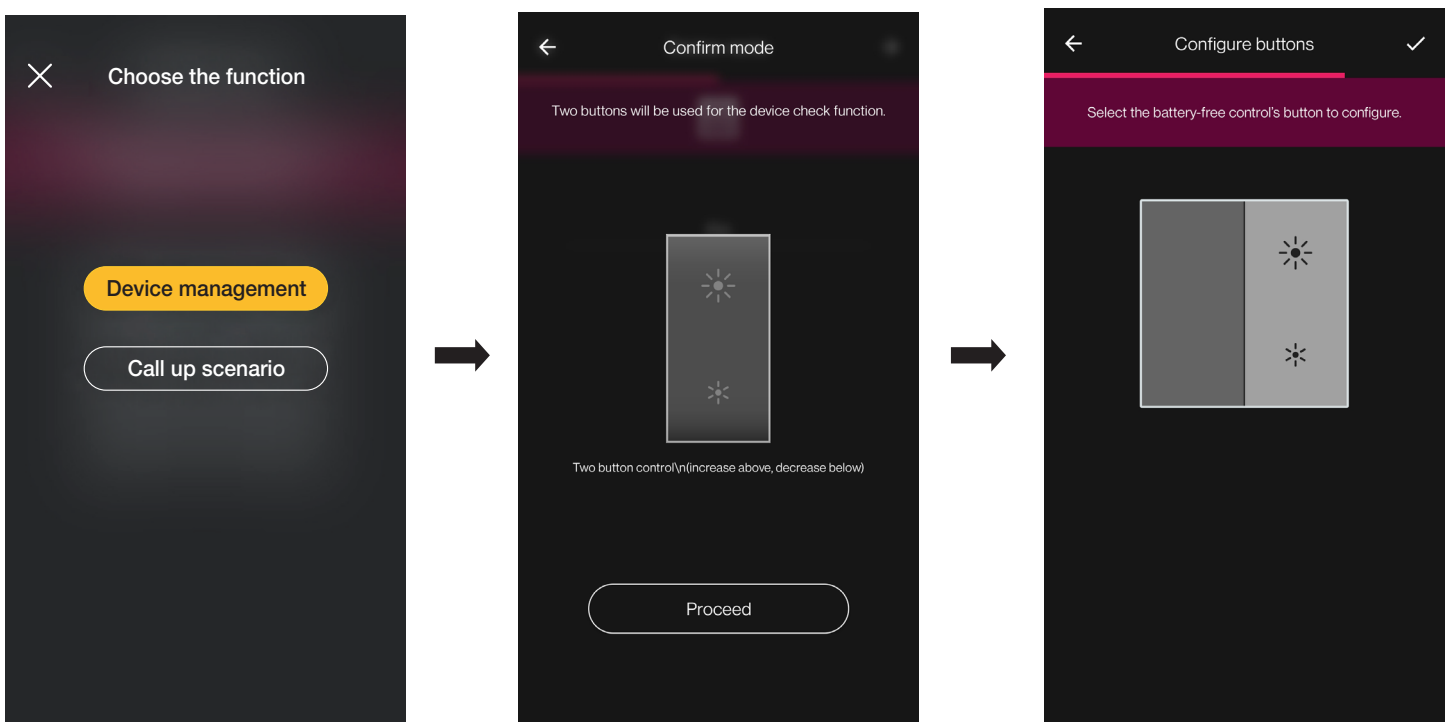 Choose the function
Device management
Call up scenario
Confirm mode
Two buttons will be used for the device check function.
Two button control\n(increase above, decrease below)
Proceed
Configure buttons
Select the battery-free control's button to configure.